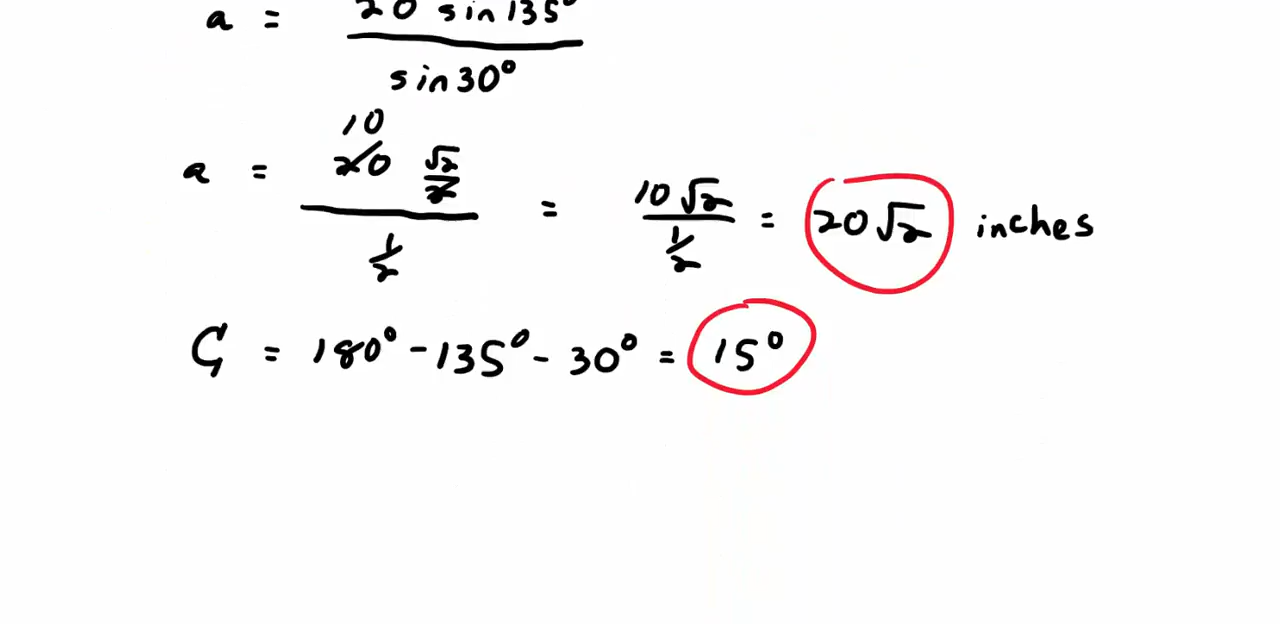 a = 20 sin 135° / sin 30°
a = 10 20 √2/2 / 1/2 = 10√2 / 1/2 = 20√2 inches
C = 180° - 135° - 30° = 15°